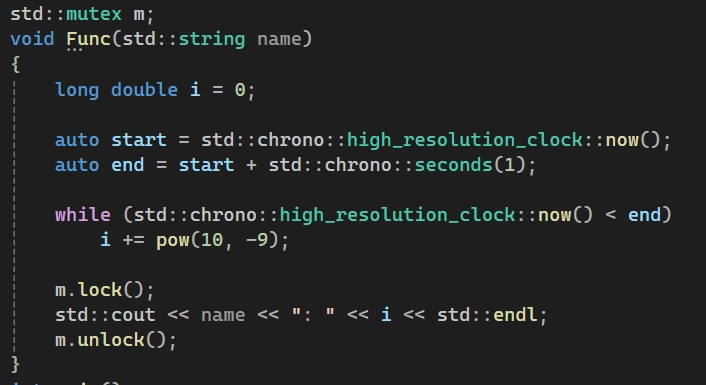 std::mutex m;
void Func(std::string name)
{
    long double i = 0;
    auto start = std::chrono::high_resolution_clock::now();
    auto end = start + std::chrono::seconds(1);
    while (std::chrono::high_resolution_clock::now() < end)
        i += pow(10, -9);
    m.lock();
    std::cout << name << ": " << i << std::endl;
    m.unlock();
}